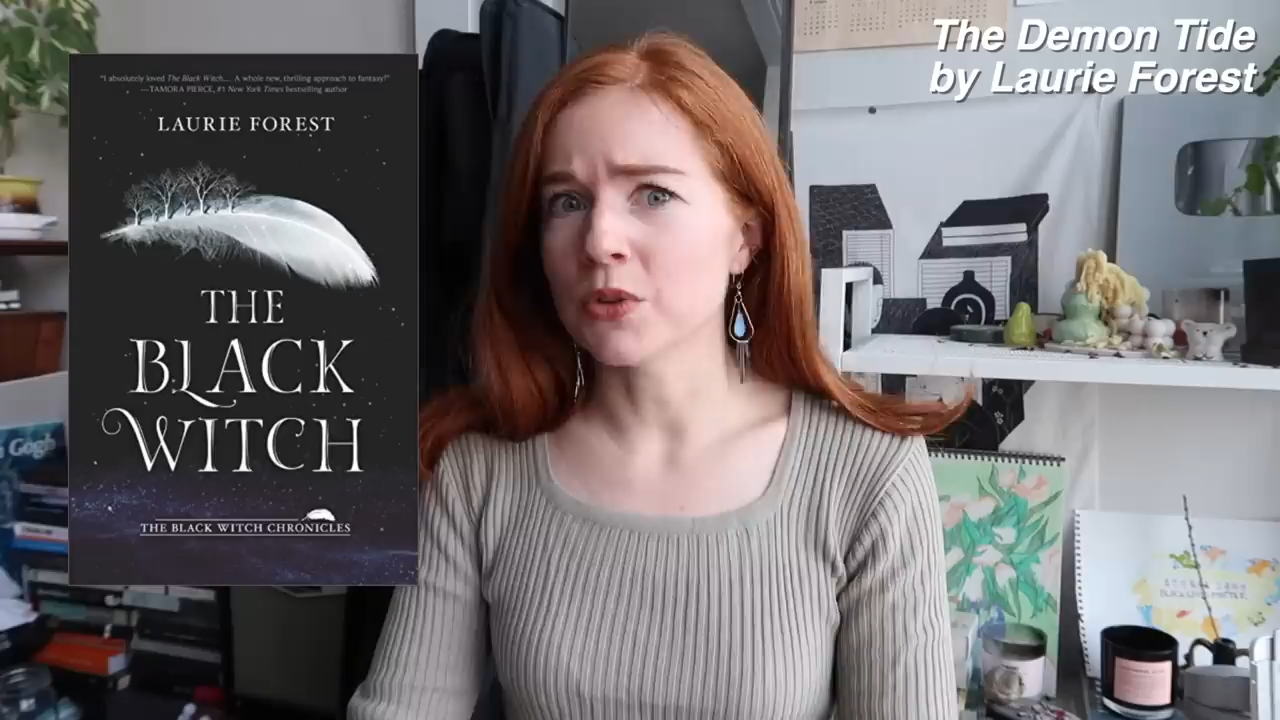 The Demon Tide
by Laurie Forest
"I absolutely loved The Black Witch.... A whole new, thrilling approach to fantasy!"
—TAMORA PIERCE, #1 New York Times bestselling author
LAURIE FOREST
THE
BLACK
WITCH
THE BLACK WITCH CHRONICLES
Gogh